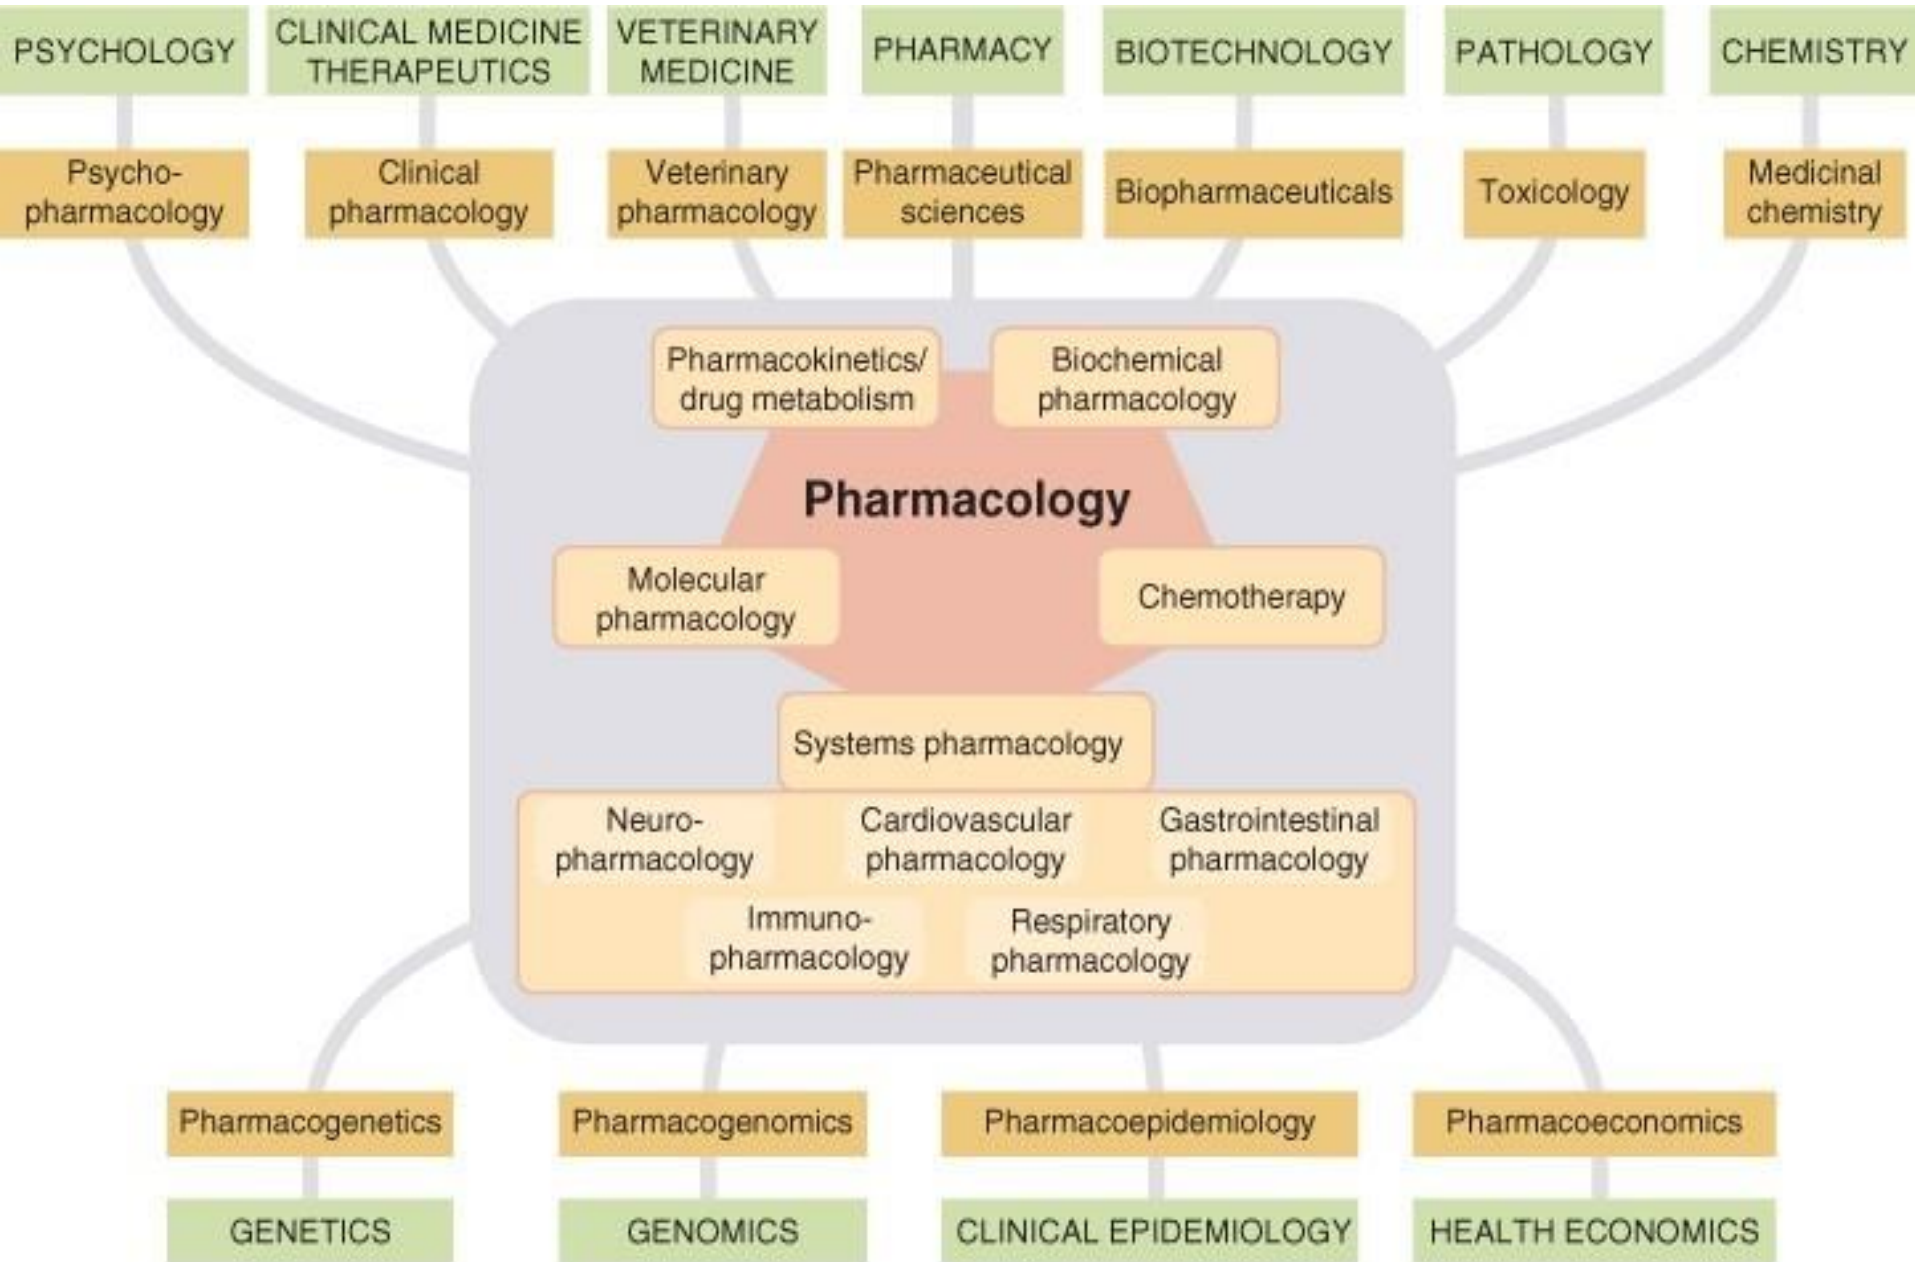 PSYCHOLOGY
CLINICAL MEDICINE
THERAPEUTICS
VETERINARY
MEDICINE
PHARMACY
BIOTECHNOLOGY
PATHOLOGY
CHEMISTRY
Psycho-
pharmacology
Clinical
pharmacology
Veterinary
pharmacology
Pharmaceutical
sciences
Biopharmaceuticals
Toxicology
Medicinal
chemistry
Pharmacokinetics/
drug metabolism
Biochemical
pharmacology
Pharmacology
Molecular
pharmacology
Chemotherapy
Systems pharmacology
Neuro-
pharmacology
Cardiovascular
pharmacology
Gastrointestinal
pharmacology
Immuno-
pharmacology
Respiratory
pharmacology
Pharmacogenetics
Pharmacogenomics
Pharmacoepidemiology
Pharmacoeconomics
GENETICS
GENOMICS
CLINICAL EPIDEMIOLOGY
HEALTH ECONOMICS